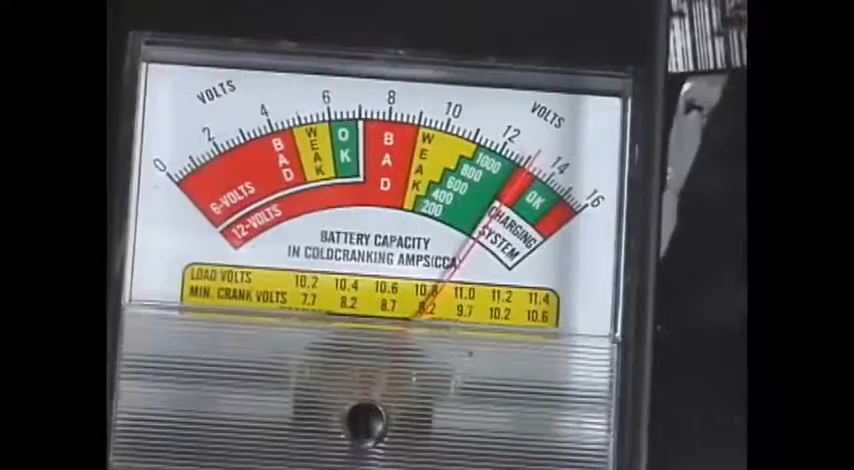 VOLTS
VOLTS
0 2 4 6 8 10 12 14 16
BAD WEAK OK BAD WEAK 1000 OK
800
600
400
200
6-VOLTS
12-VOLTS
CHARGING
SYSTEM
BATTERY CAPACITY
IN COLDCRANKING AMPS(CCA)
LOAD VOLTS 10.2 10.4 10.6 10.8 11.0 11.2 11.4
MIN. CRANK VOLTS 7.7 8.2 8.7 9.7 10.2 10.6